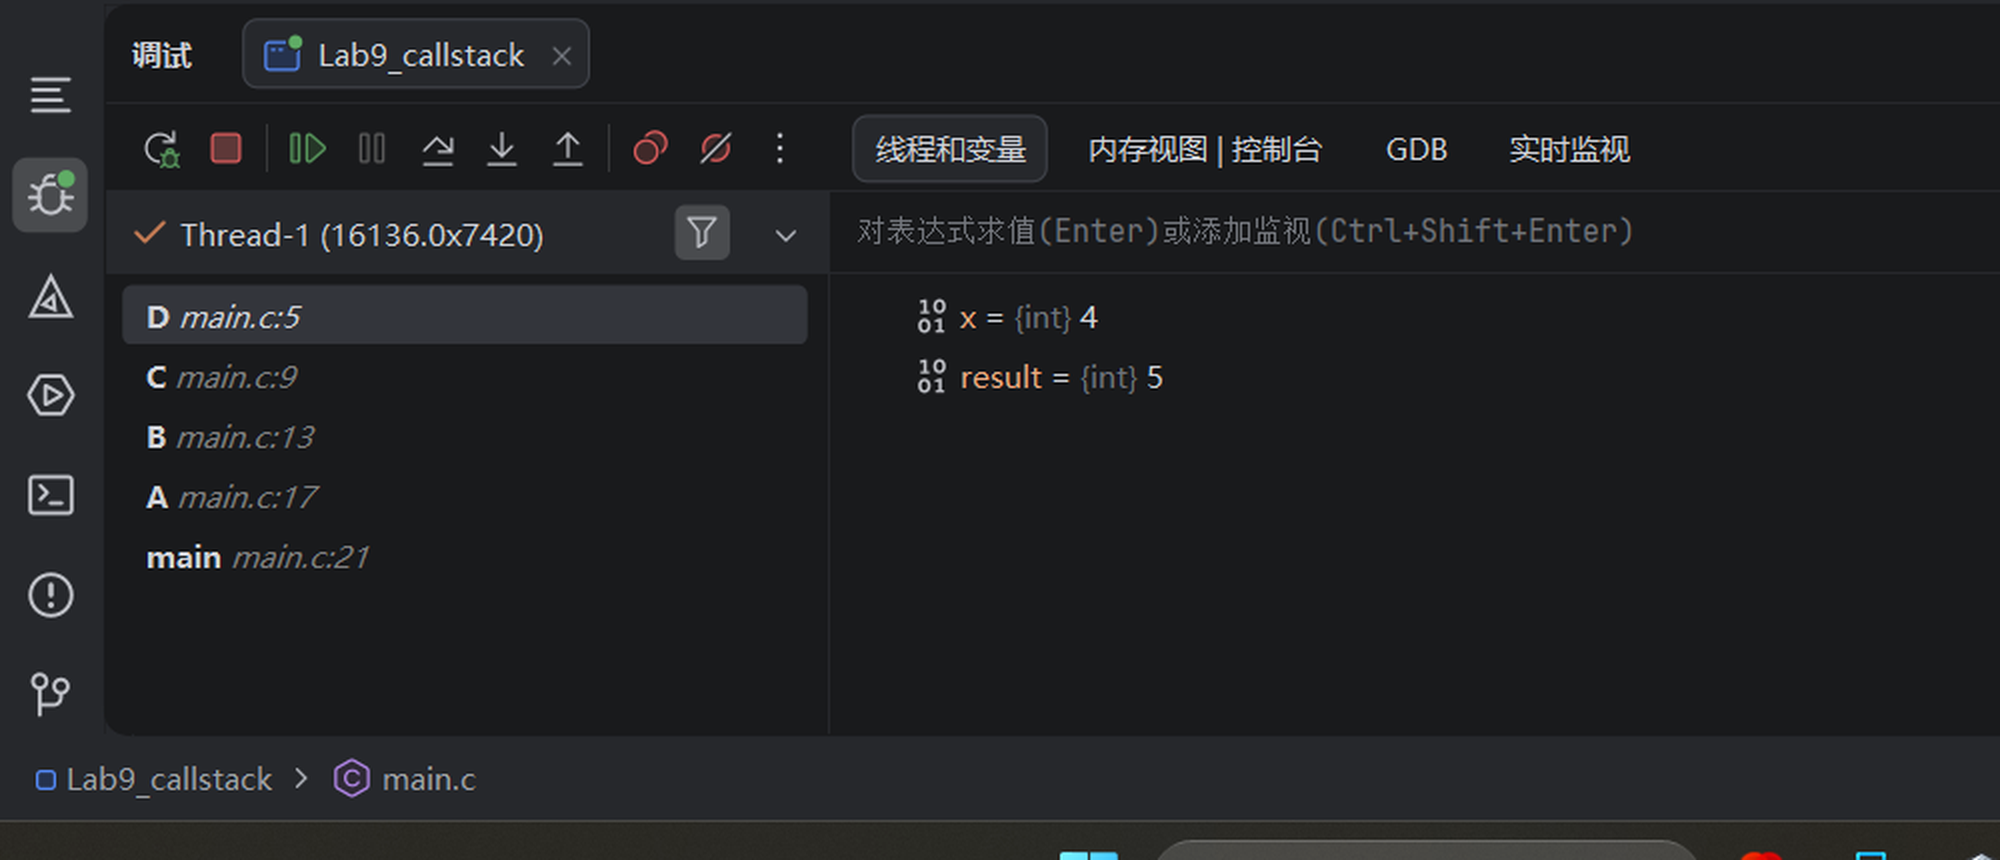 调试 Lab9_callstack
线程和变量 内存视图 | 控制台 GDB 实时监视
Thread-1 (16136.0x7420)
对表达式求值(Enter)或添加监视(Ctrl+Shift+Enter)
D main.c:5
C main.c:9
B main.c:13
A main.c:17
main main.c:21
x = {int} 4
result = {int} 5
Lab9_callstack > main.c